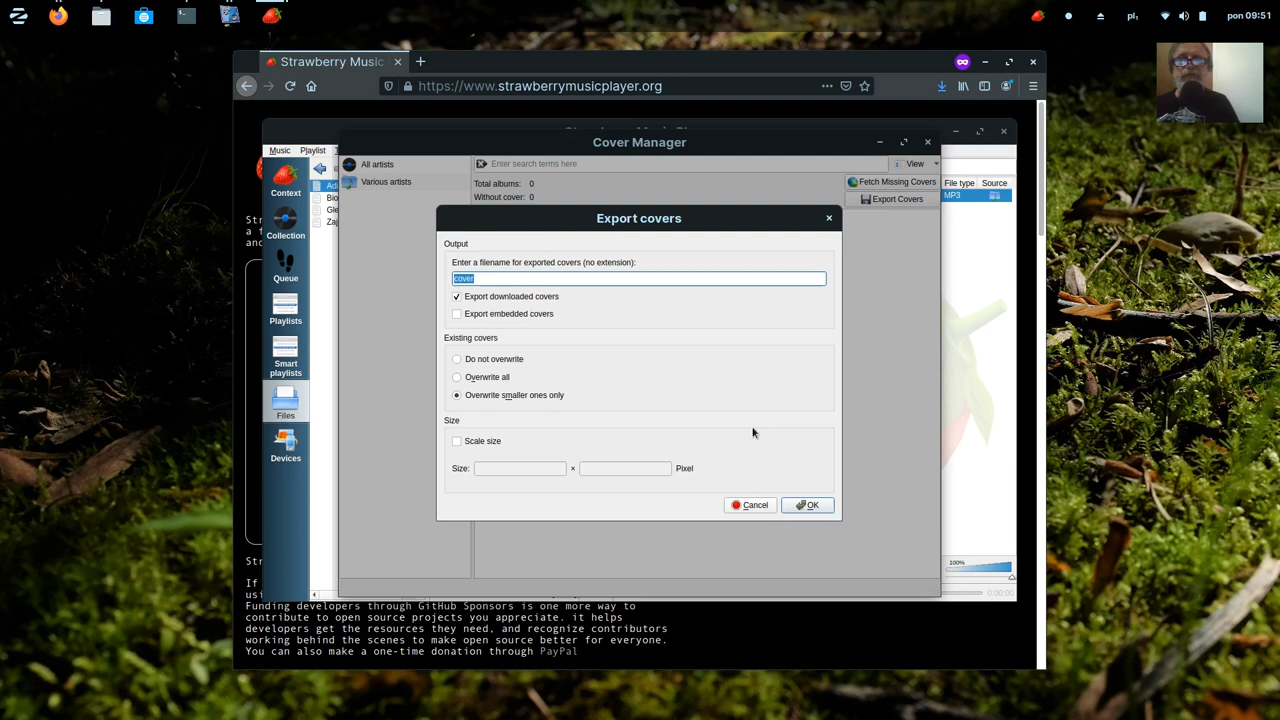 pl₁
pon 09:51
Strawberry Music
https://www.strawberrymusicplayer.org
Music Playlist
Cover Manager
All artists
Various artists
Enter search terms here
View
Total albums: 0
Without cover: 0
Fetch Missing Covers
Export Covers
File type Source
MP3
Context
Collection
Queue
Playlists
Smart
playlists
Files
Devices
Export covers
Output
Enter a filename for exported covers (no extension):
cover
Export downloaded covers
Export embedded covers
Existing covers
Do not overwrite
Overwrite all
Overwrite smaller ones only
Size
Scale size
Size: × Pixel
Cancel OK
100%
0:00:00
If
Funding developers through GitHub Sponsors is one more way to
contribute to open source projects you appreciate. it helps
developers get the resources they need, and recognize contributors
working behind the scenes to make open source better for everyone.
You can also make a one-time donation through PayPal